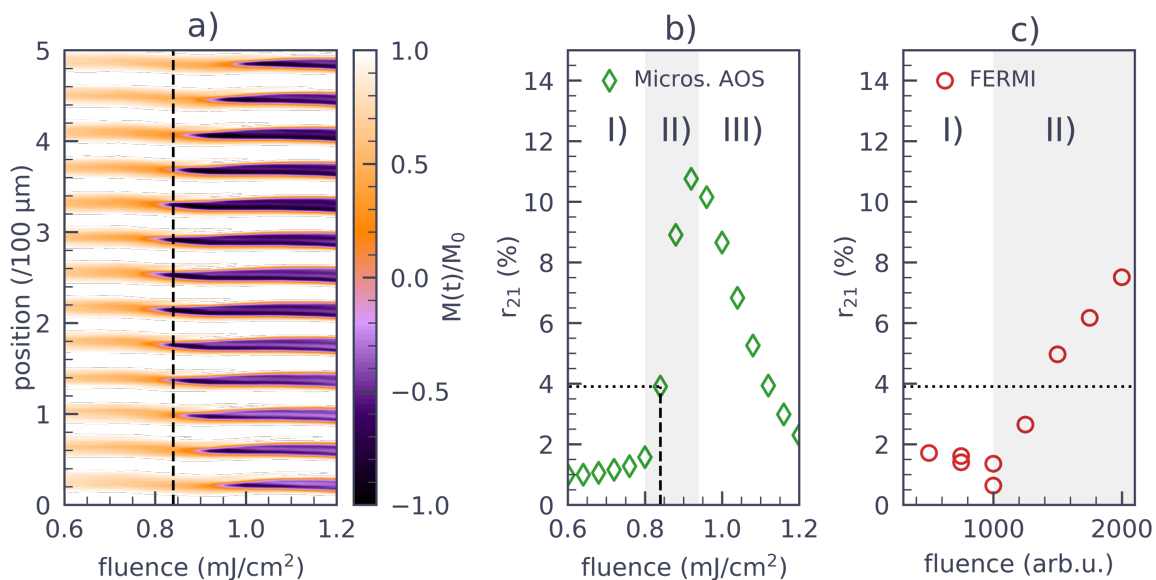 a)
5
4
3
2
1
0
position (/100 μm)
0.6
0.8
1.0
1.2
fluence (mJ/cm²)
1.0
0.5
0.0
−0.5
−1.0
M(t)/M₀
b)
Micros. AOS
I)
II)
III)
14
12
10
8
6
4
2
0
r₂₁ (%)
0.6
0.8
1.0
1.2
fluence (mJ/cm²)
c)
FERMI
I)
II)
14
12
10
8
6
4
2
0
r₂₁ (%)
1000
2000
fluence (arb.u.)